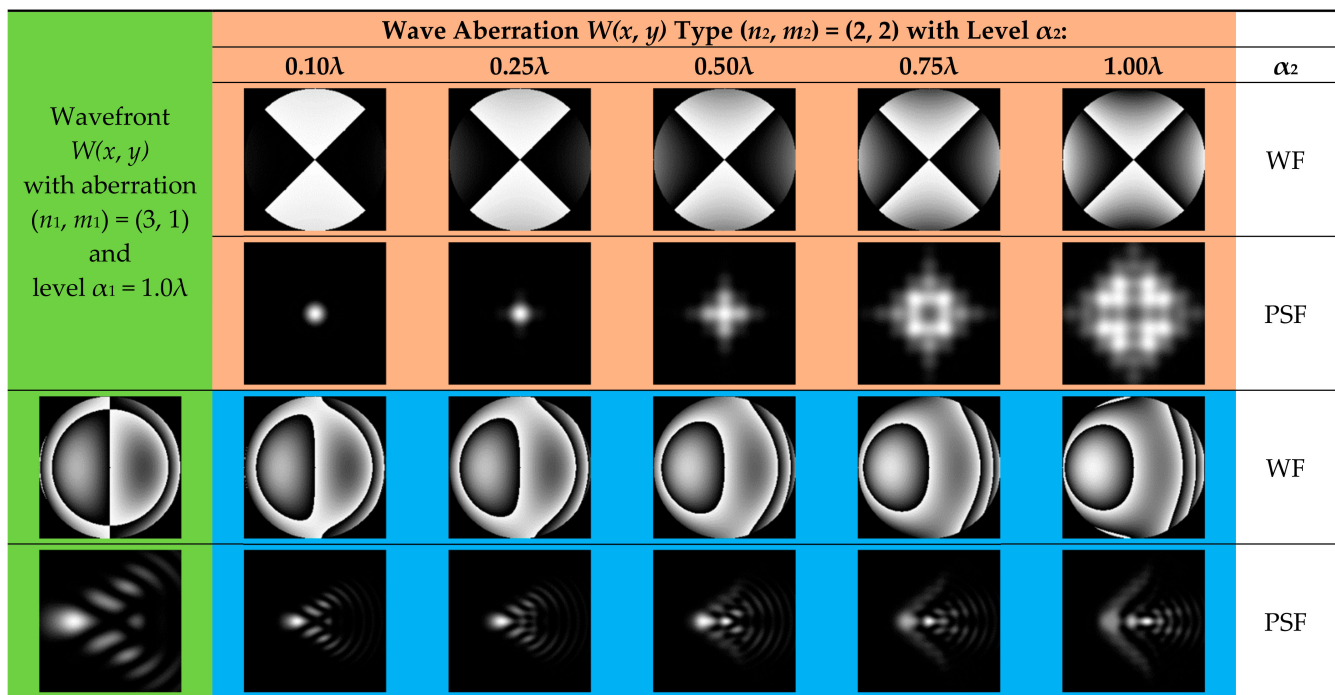 Wave Aberration W(x, y) Type (n₂, m₂) = (2, 2) with Level α₂:
0.10λ 0.25λ 0.50λ 0.75λ 1.00λ α₂
Wavefront
W(x, y)
with aberration
(n₁, m₁) = (3, 1)
and
level α₁ = 1.0λ
WF
PSF
WF
PSF